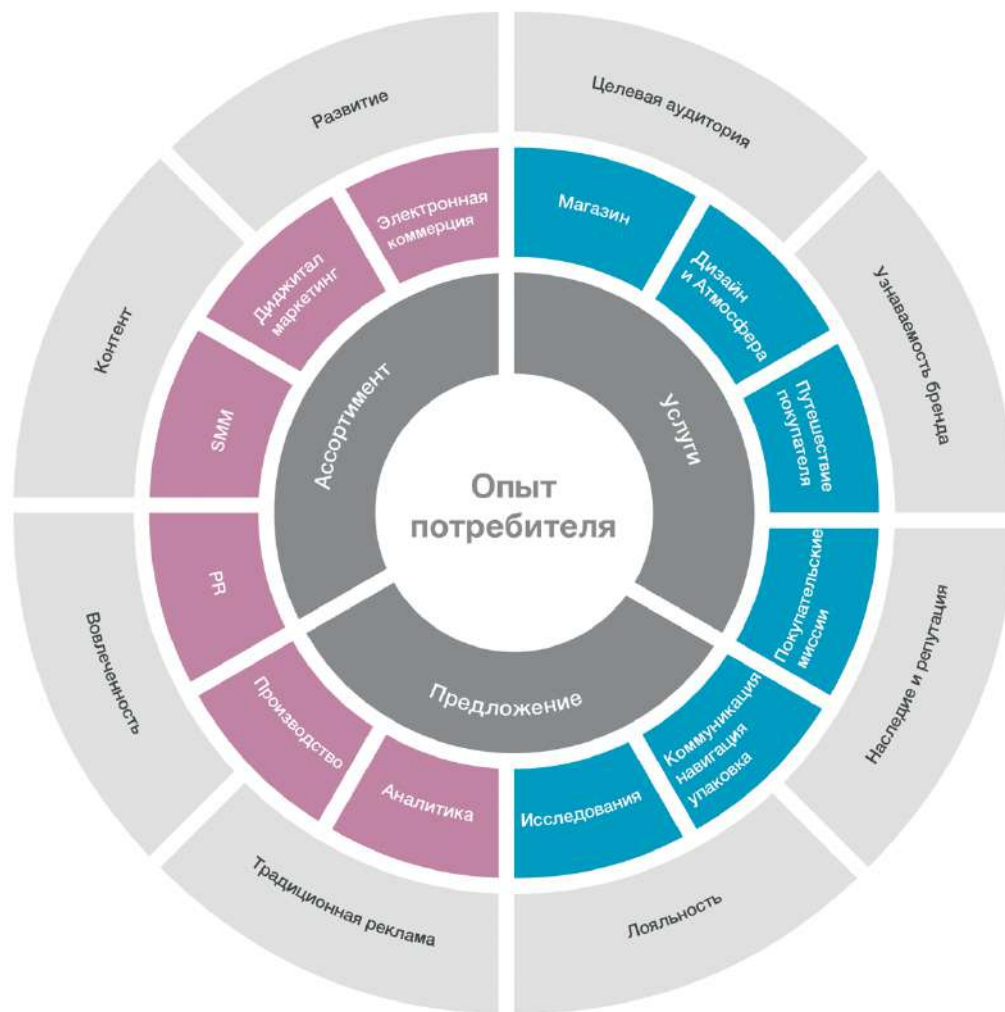 Целевая аудитория
Узнаваемость бренда
Наследие и репутация
Лояльность
Традиционная реклама
Вовлеченность
Контент
Развитие
Магазин
Дизайн
и Атмосфера
Путешествие
покупателя
Покупательские
миссии
Коммуникация
навигация
упаковка
Исследования
Аналитика
Производство
PR
SMM
Диджитал
маркетинг
Электронная
коммерция
Услуги
Предложение
Ассортимент
Опыт
потребителя